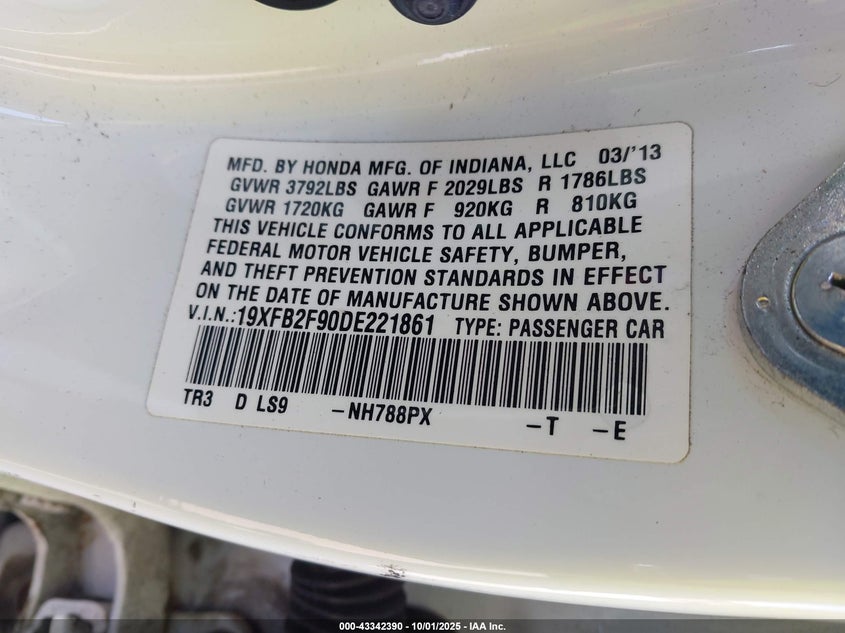 MFD. BY HONDA MFG. OF INDIANA, LLC 03/'13
GVWR 3792LBS GAWR F 2029LBS R 1786LBS
GVWR 1720KG GAWR F 920KG R 810KG
THIS VEHICLE CONFORMS TO ALL APPLICABLE
FEDERAL MOTOR VEHICLE SAFETY, BUMPER,
AND THEFT PREVENTION STANDARDS IN EFFECT
ON THE DATE OF MANUFACTURE SHOWN ABOVE.
V.I.N.:19XFB2F90DE221861 TYPE: PASSENGER CAR
TR3 D LS9 -NH788PX -T -E
000-43342390 - 10/01/2025 - IAA Inc.